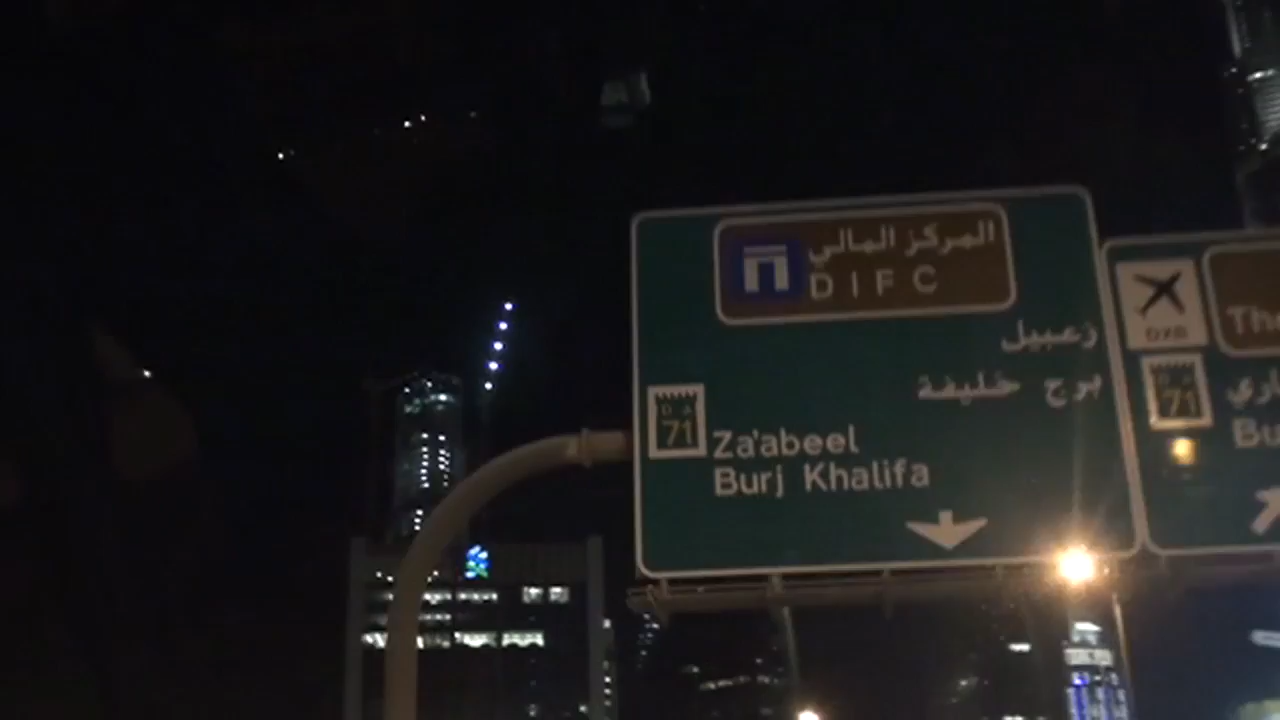 المركز المالي
DIFC
زعبيل
برج خليفة
D 71
Za'abeel
Burj Khalifa
DXB
D 71